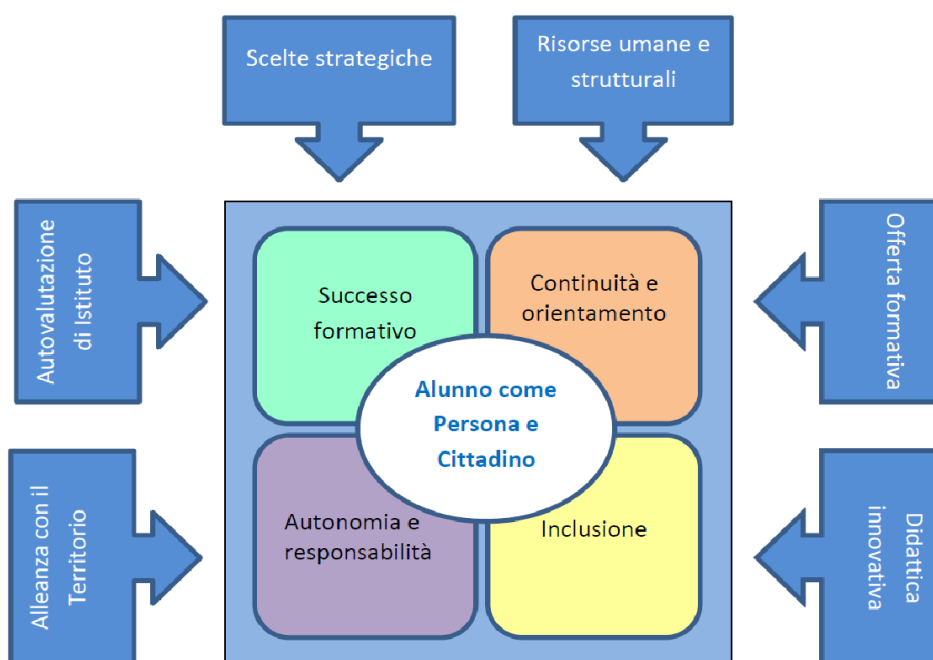 Scelte strategiche
Risorse umane e
strutturali
Autovalutazione
di Istituto
Successo
formativo
Continuità e
orientamento
Offerta formativa
Alunno come
Persona e
Cittadino
Alleanza con il
Territorio
Autonomia e
responsabilità
Inclusione
Didattica
innovativa